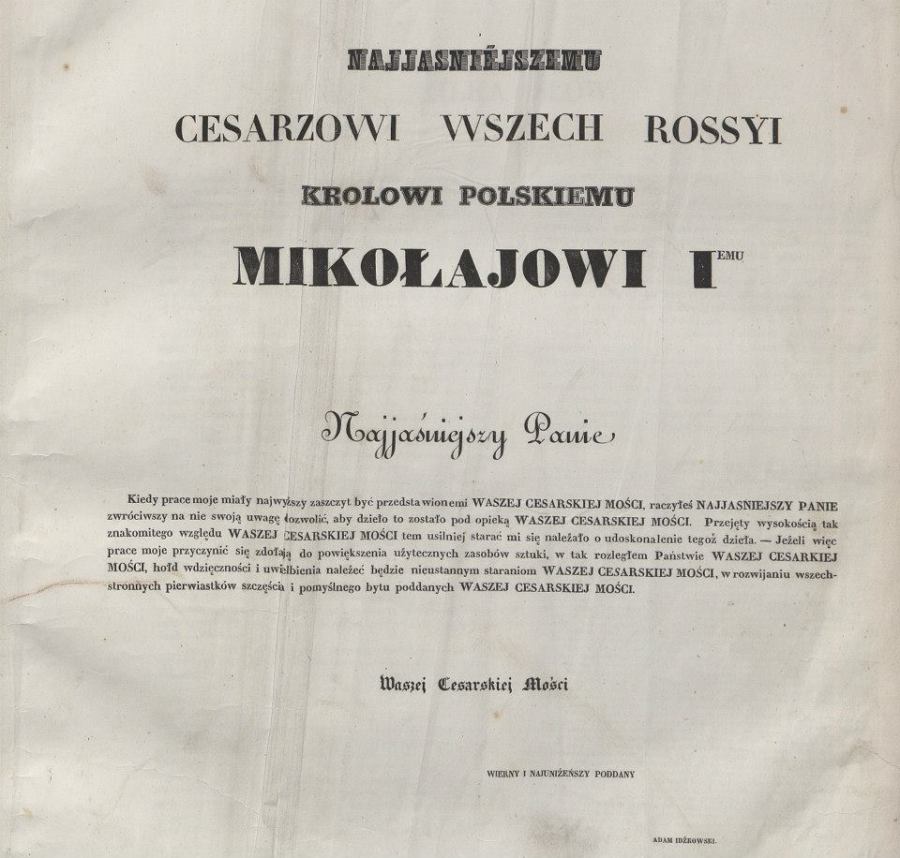 NAJJASNIÉJSZEMU
CESARZOWI WSZECH ROSSYI
KROLOWI POLSKIEMU
MIKOŁAJOWI IEMU
Najjaśniejszy Panie,
Kiedy prace moje miały najwyższy zaszczyt być przedstawionemi WASZEJ CESARSKIEJ MOŚCI, raczyłeś NAJJASNIEJSZY PANIE
zwróciwszy na nie swoją uwagę dozwolić, aby dzieło to zostało pod opieką WASZEJ CESARSKIEJ MOŚCI. Przejęty wysokością tak
znakomitego względu WASZEJ CESARSKIEJ MOŚCI tem usilniej starać mi się należało o udoskonalenie tegoż dzieła. — Jeżeli więc
prace moje przyczynić się zdołają do powiększenia użytecznych zasobów sztuki, w tak rozległem Państwie WASZEJ CESARKIEJ
MOŚCI, hołd wdzięczności i uwielbienia należeć będzie nieustannym staraniom WASZEJ CESARSKIEJ MOŚCI, w rozwijaniu wszech-
stronnych pierwiastków szczęścia i pomyślnego bytu poddanych WASZEJ CESARSKIEJ MOŚCI.
Waszej Cesarskiej Mości
WIERNY I NAJUNIŻEŃSZY PODDANY
ADAM IDŹKOWSKI.